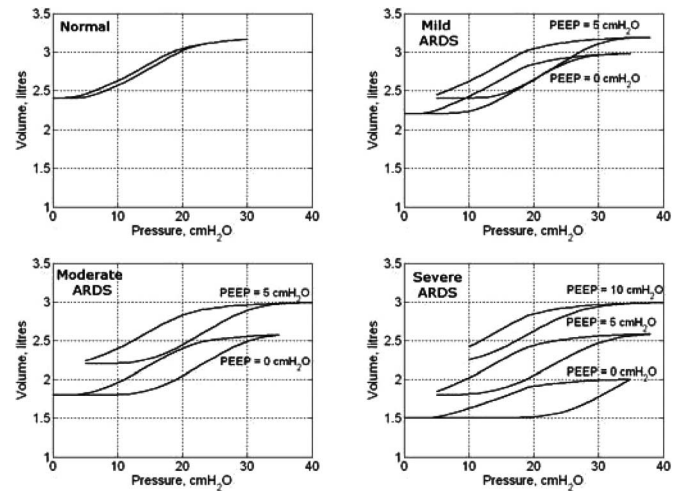 Normal
3.5
3
2.5
2
1.5
1
0
10
20
30
40
Volume, litres
Pressure, cmH2O
Mild
ARDS
PEEP = 5 cmH2O
PEEP = 0 cmH2O
3.5
3
2.5
2
1.5
1
0
10
20
30
40
Volume, litres
Pressure, cmH2O
Moderate
ARDS
PEEP = 5 cmH2O
PEEP = 0 cmH2O
3.5
3
2.5
2
1.5
1
0
10
20
30
40
Volume, litres
Pressure, cmH2O
Severe
ARDS
PEEP = 10 cmH2O
PEEP = 5 cmH2O
PEEP = 0 cmH2O
3.5
3
2.5
2
1.5
1
0
10
20
30
40
Volume, litres
Pressure, cmH2O